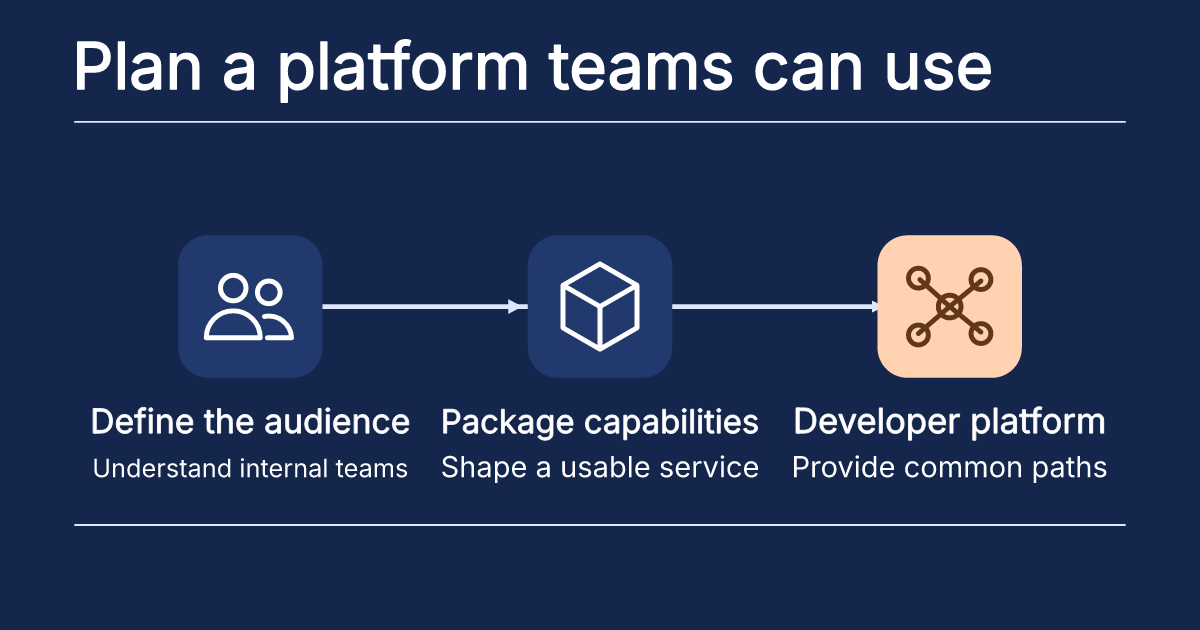 Plan a platform teams can use
Define the audience
Understand internal teams
Package capabilities
Shape a usable service
Developer platform
Provide common paths